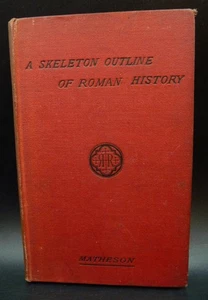 A SKELETON OUTLINE
OF ROMAN HISTORY
MATHESON